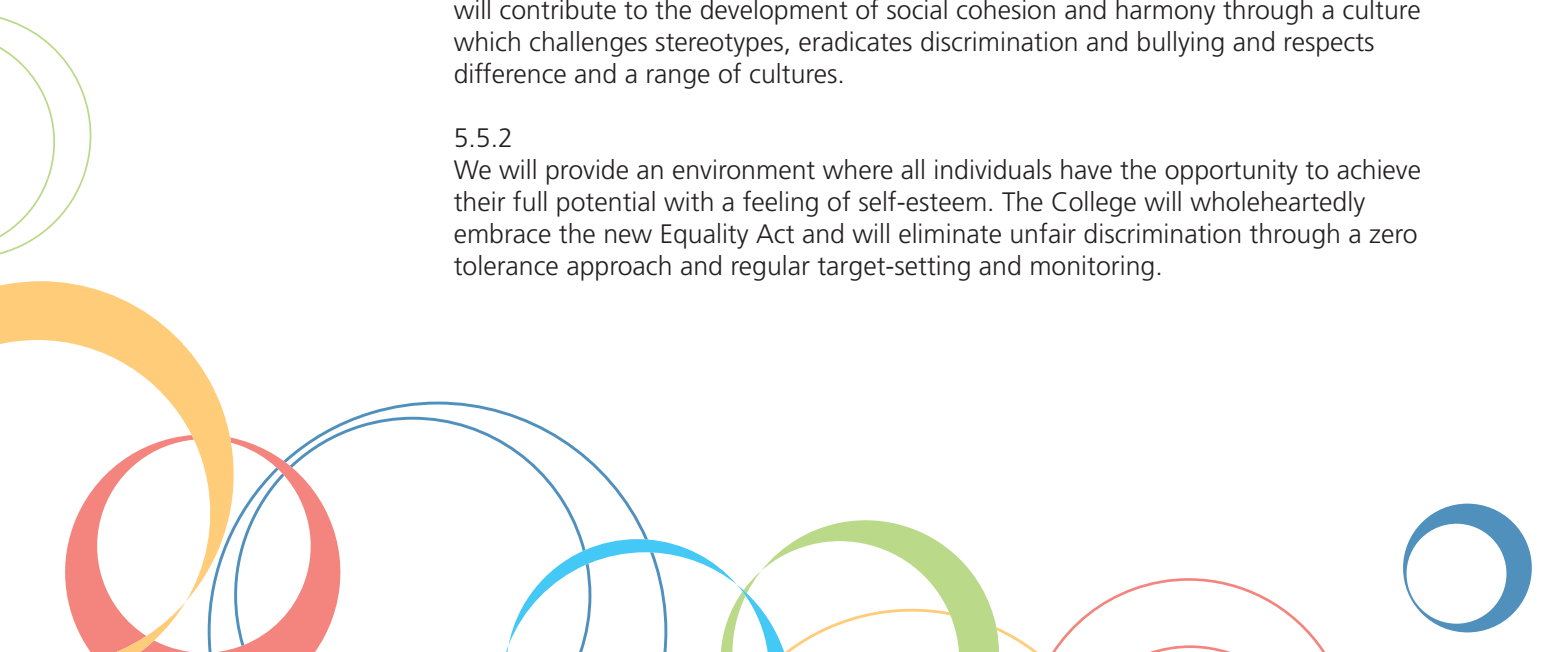 will contribute to the development of social cohesion and harmony through a culture
which challenges stereotypes, eradicates discrimination and bullying and respects
difference and a range of cultures.
5.5.2
We will provide an environment where all individuals have the opportunity to achieve
their full potential with a feeling of self-esteem. The College will wholeheartedly
embrace the new Equality Act and will eliminate unfair discrimination through a zero
tolerance approach and regular target-setting and monitoring.